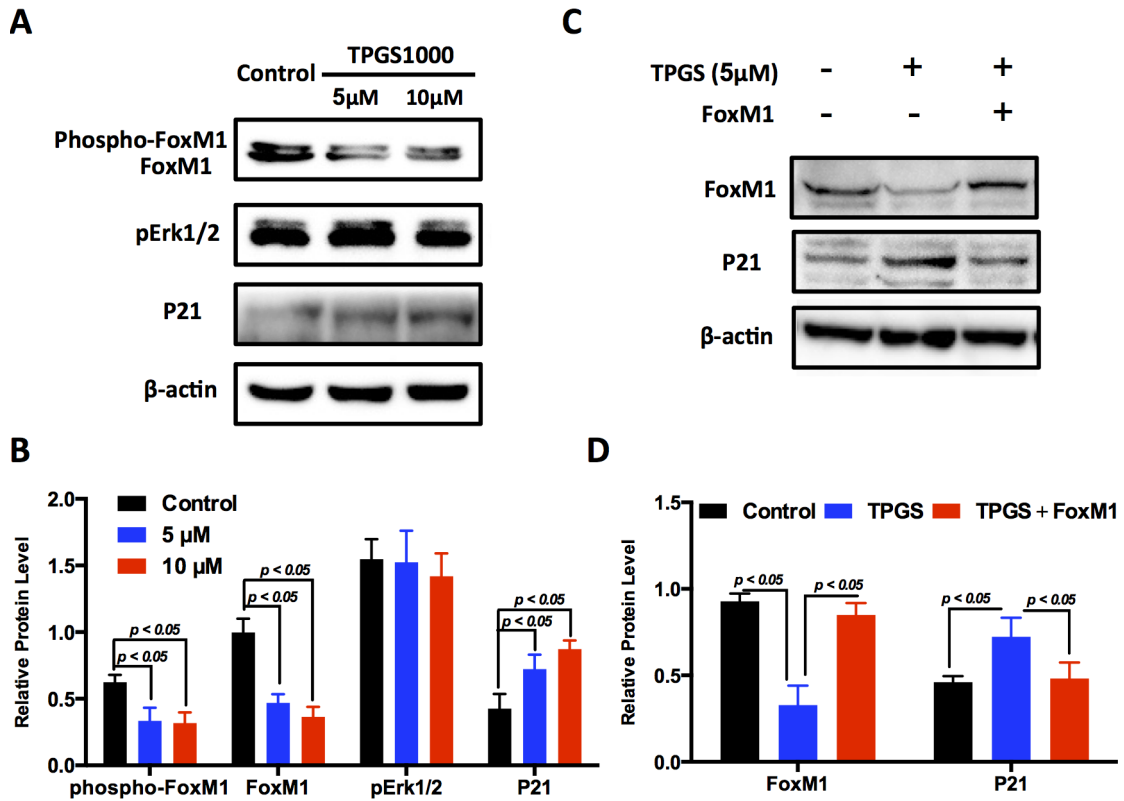 A
TPGS1000
Control
5µM 10µM
Phospho-FoxM1
FoxM1
pErk1/2
P21
β-actin
C
TPGS (5µM) - + +
FoxM1 - - +
FoxM1
P21
β-actin
B
Relative Protein Level
2.0
1.5
1.0
0.5
0.0
Control
5 µM
10 µM
p < 0.05
p < 0.05
p < 0.05
p < 0.05
p < 0.05
p < 0.05
phospho-FoxM1 FoxM1 pErk1/2 P21
D
Relative Protein Level
1.5
1.0
0.5
0.0
Control TPGS TPGS + FoxM1
p < 0.05 p < 0.05
p < 0.05 p < 0.05
FoxM1 P21